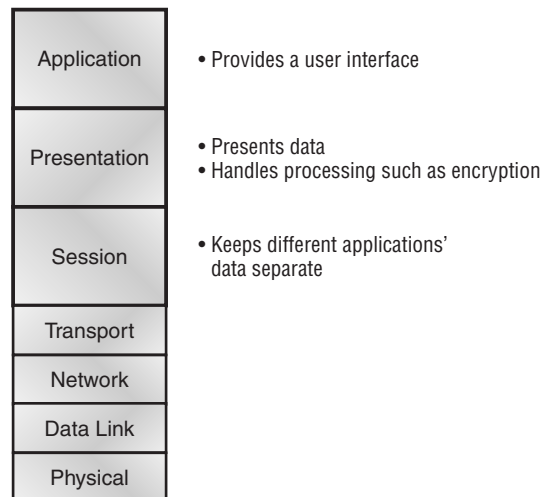 Application
• Provides a user interface
Presentation
• Presents data
• Handles processing such as encryption
Session
• Keeps different applications’
data separate
Transport
Network
Data Link
Physical